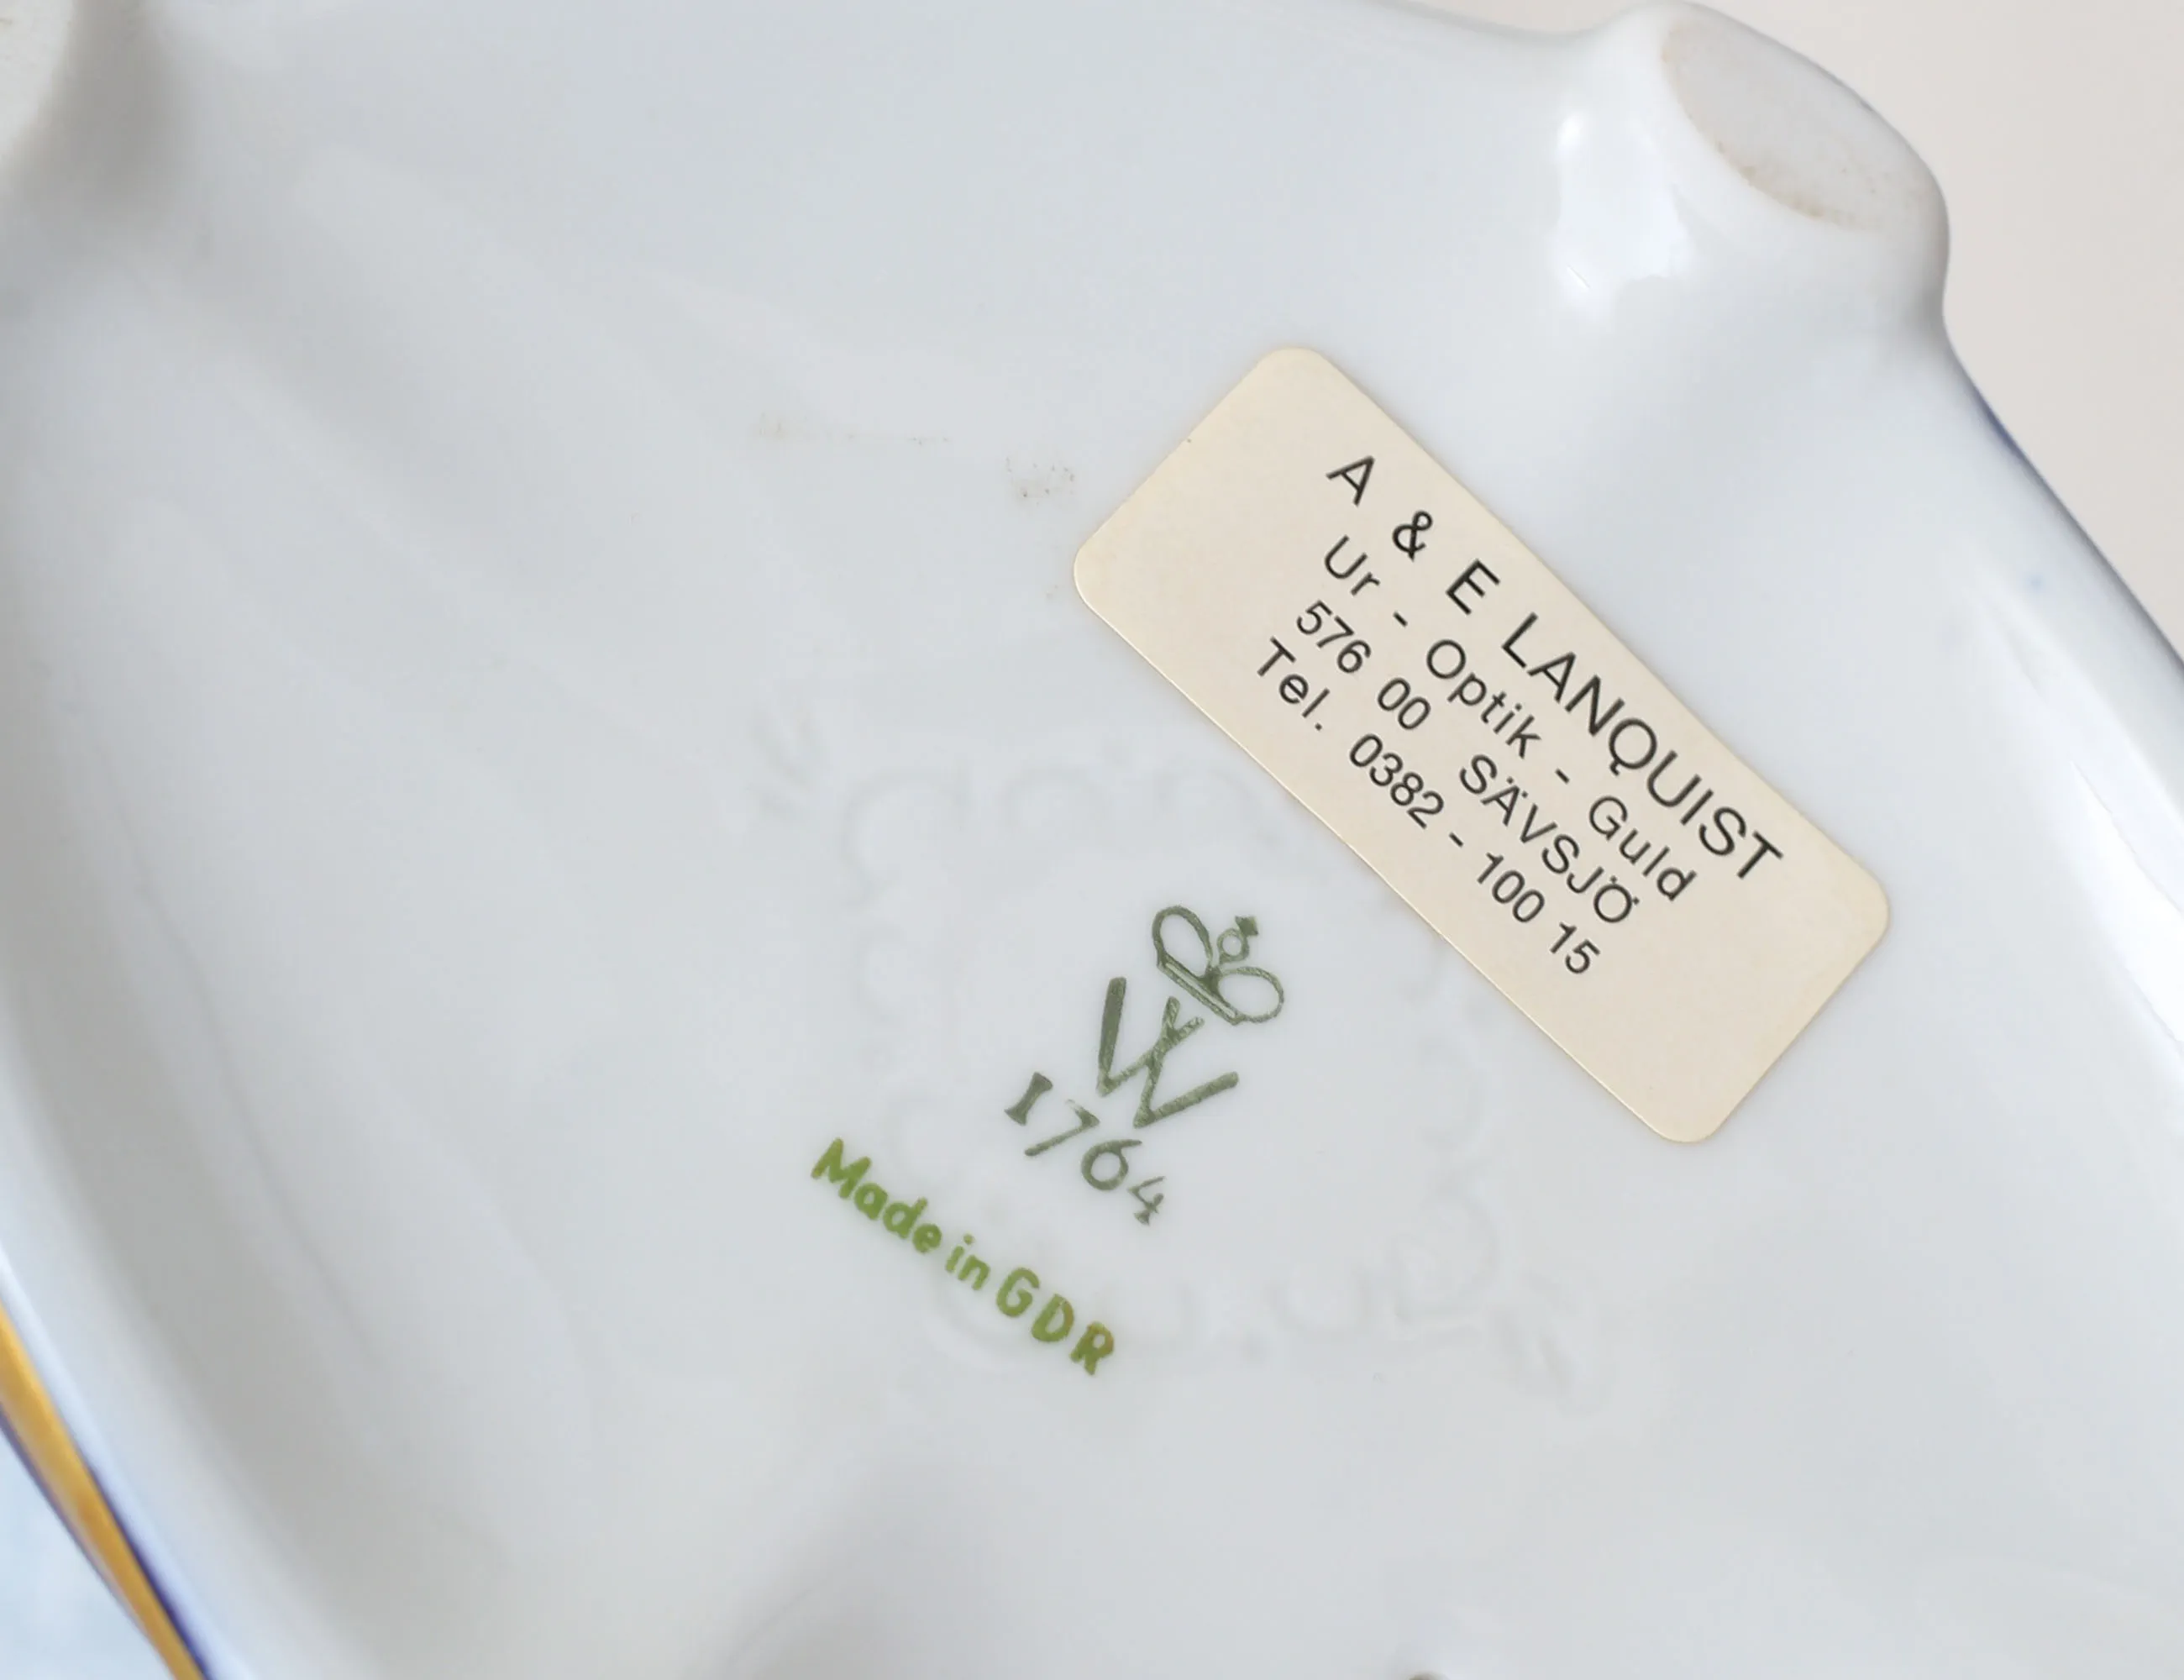 A & E LANQUIST
Ur - Optik - Guld
576 00 SÄVSJÖ
Tel. 0382 - 100 15
W
1764
Made in GDR